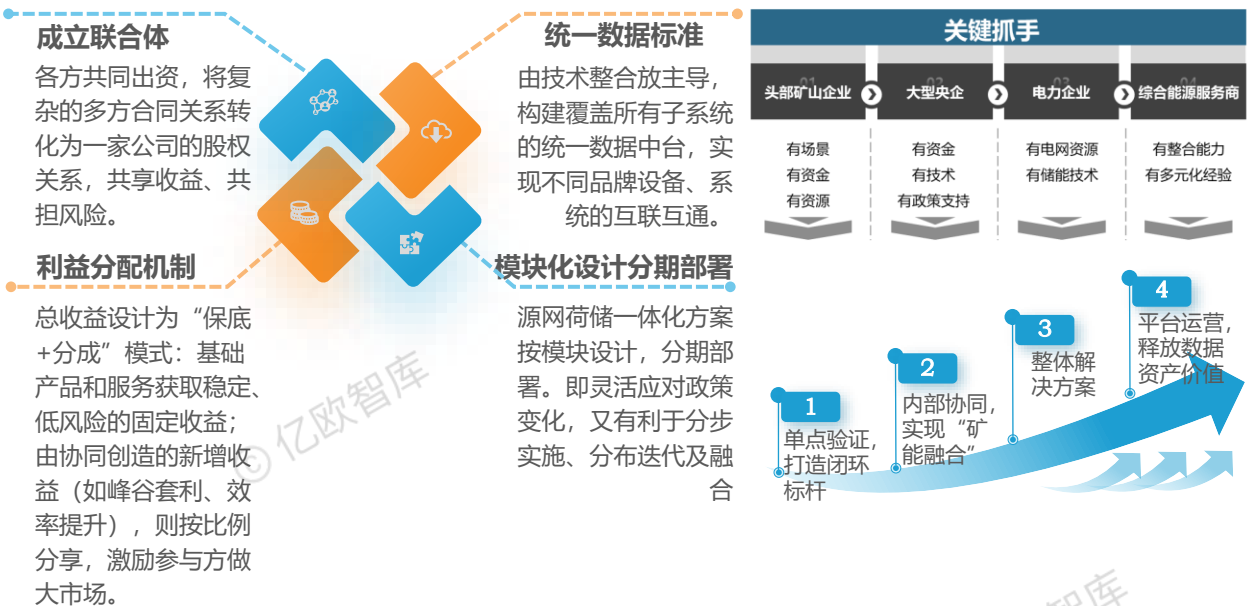 成立联合体
各方共同出资，将复
杂的多方合同关系转
化为一家公司的股权
关系，共享收益、共
担风险。
统一数据标准
由技术整合放主导，
构建覆盖所有子系统
的统一数据中台，实
现不同品牌设备、系
统的互联互通。
利益分配机制
总收益设计为“保底
+分成”模式：基础
产品和服务获取稳定、
低风险的固定收益；
由协同创造的新增收
益（如峰谷套利、效
率提升），则按比例
分享，激励参与方做
大市场。
模块化设计分期部署
源网荷储一体化方案
按模块设计，分期部
署。即灵活应对政策
变化，又有利于分步
实施、分布迭代及融
合
关键抓手
01
头部矿山企业
有场景
有资金
有资源
02
大型央企
有资金
有技术
有政策支持
03
电力企业
有电网资源
有储能技术
04
综合能源服务商
有整合能力
有多元化经验
1
单点验证，
打造闭环
标杆
2
内部协同，
实现“矿
能融合”
3
整体解
决方案
4
平台运营，
释放数据
资产价值
© 亿欧智库
智库